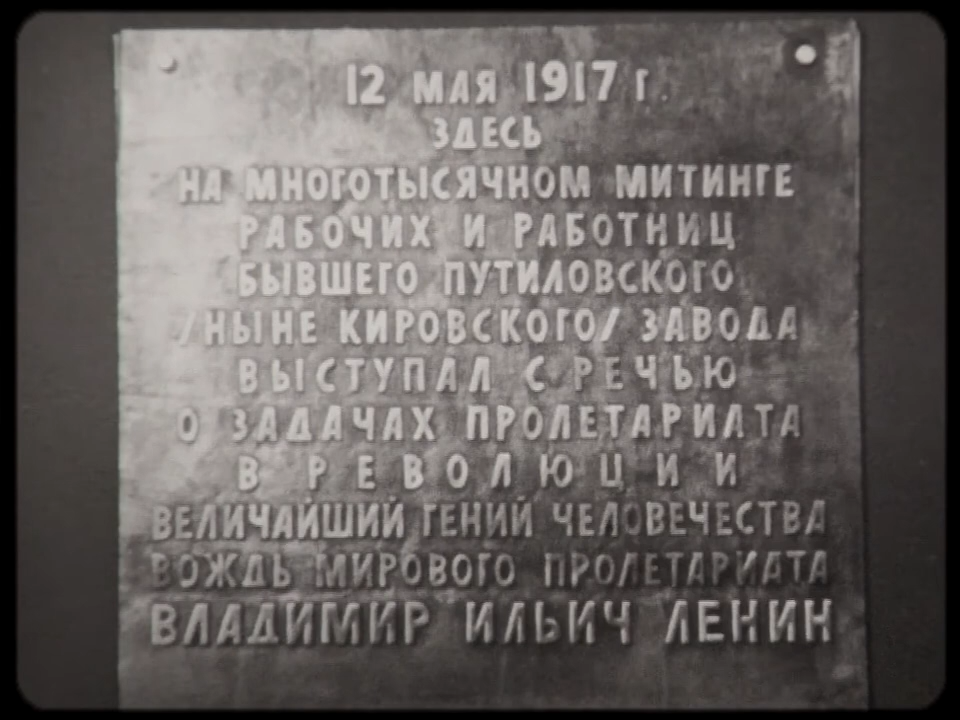 12 МАЯ 1917 г.
ЗДЕСЬ
НА МНОГОТЫСЯЧНОМ МИТИНГЕ
РАБОЧИХ И РАБОТНИЦ
БЫВШЕГО ПУТИЛОВСКОГО
/НЫНЕ КИРОВСКОГО/ ЗАВОДА
ВЫСТУПАЛ С РЕЧЬЮ
О ЗАДАЧАХ ПРОЛЕТАРИАТА
В РЕВОЛЮЦИИ
ВЕЛИЧАЙШИЙ ГЕНИЙ ЧЕЛОВЕЧЕСТВА
ВОЖДЬ МИРОВОГО ПРОЛЕТАРИАТА
ВЛАДИМИР ИЛЬИЧ ЛЕНИН